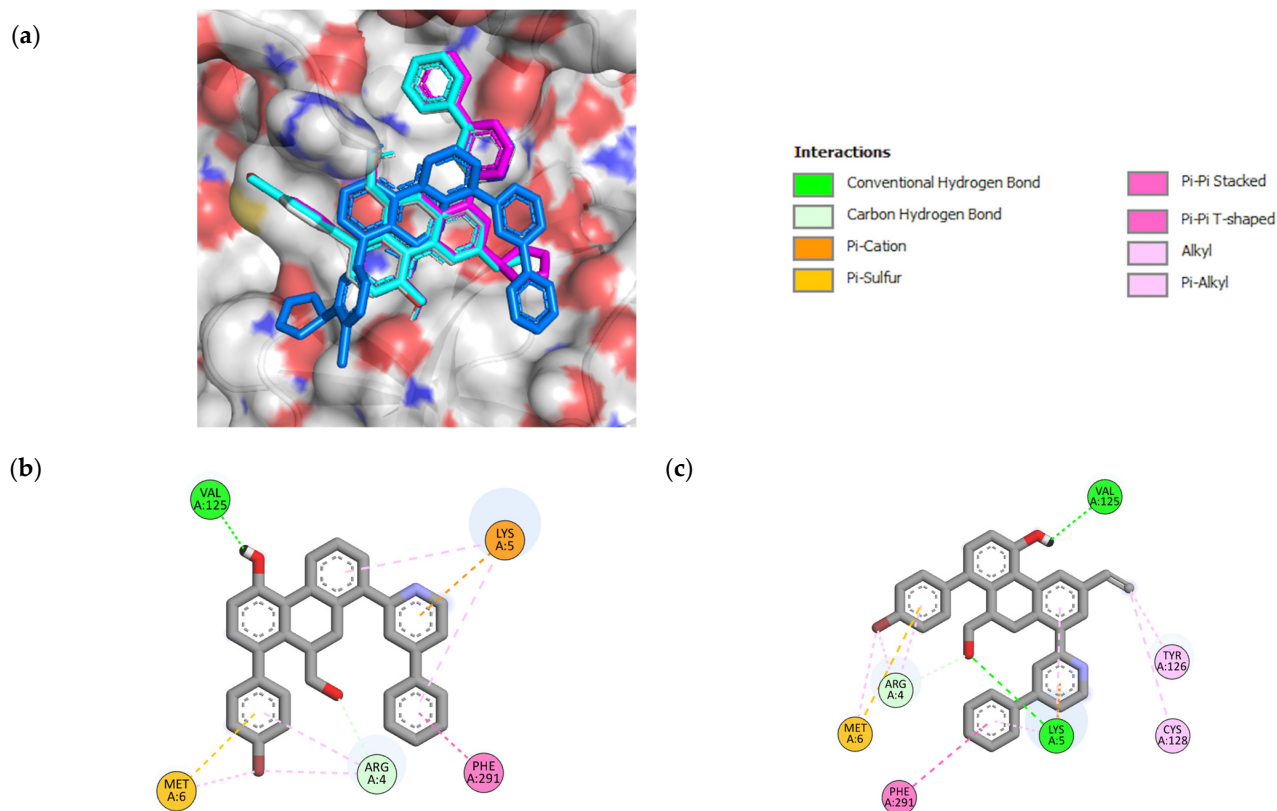 (a)
Interactions
Conventional Hydrogen Bond
Carbon Hydrogen Bond
Pi-Cation
Pi-Sulfur
Pi-Pi Stacked
Pi-Pi T-shaped
Alkyl
Pi-Alkyl
(b)
VAL
A:125
LYS
A:5
MET
A:6
ARG
A:4
PHE
A:291
(c)
VAL
A:125
TYR
A:126
ARG
A:4
MET
A:6
LYS
A:5
CYS
A:128
PHE
A:291